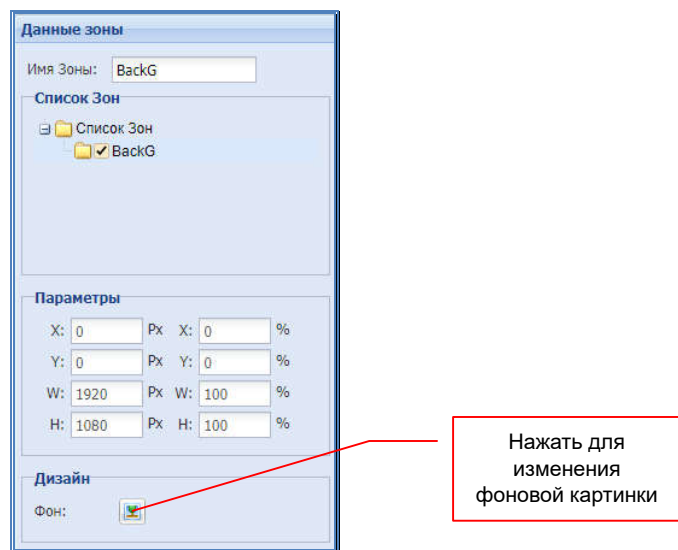 Данные зоны
Имя Зоны: BackG
Список Зон
Список Зон
BackG
Параметры
X: 0 Px X: 0 %
Y: 0 Px Y: 0 %
W: 1920 Px W: 100 %
H: 1080 Px H: 100 %
Дизайн
Фон:
Нажать для
изменения
фоновой картинки